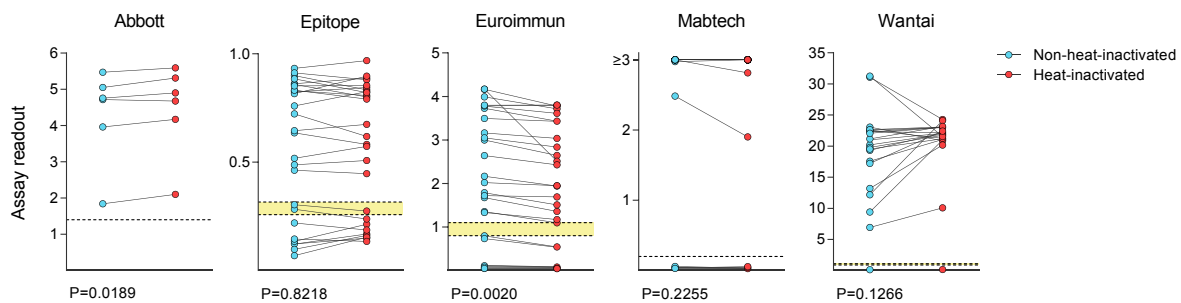 Abbott
Epitope
Euroimmun
Mabtech
Wantai
Assay readout
6
5
4
3
2
1
1.0
0.5
5
4
3
2
1
≥3
2
1
35
30
25
20
15
10
5
Non-heat-inactivated
Heat-inactivated
P=0.0189
P=0.8218
P=0.0020
P=0.2255
P=0.1266